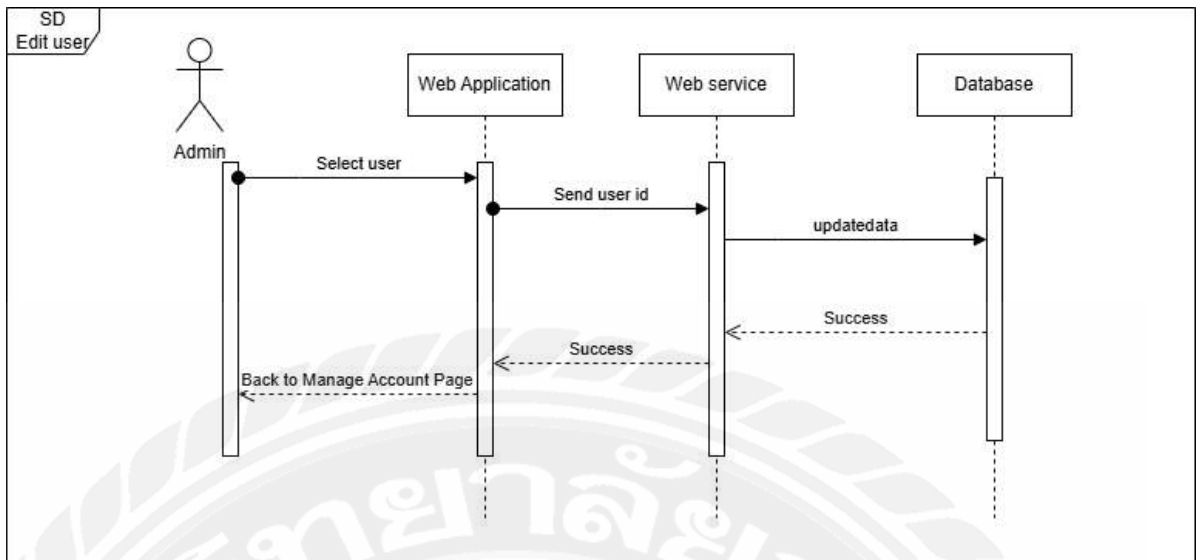 SD
Edit user
Admin
Web Application
Web service
Database
Select user
Send user id
updatedata
Success
Success
Back to Manage Account Page